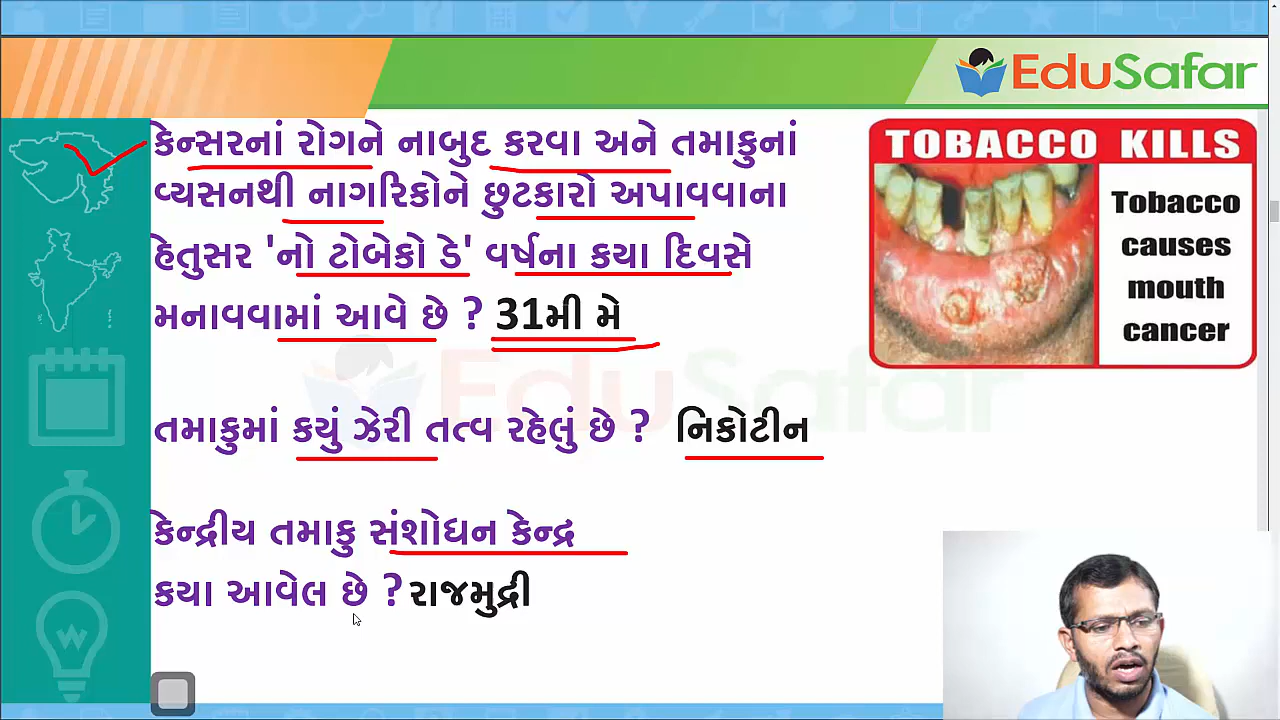 EduSafar
કેન્સરનાં રોગને નાબુદ કરવા અને તમાકુનાં
વ્યસનથી નાગરિકોને છુટકારો અપાવવાના
હેતુસર 'નો ટોબેકો ડે' વર્ષના કયા દિવસે
મનાવવામાં આવે છે ? 31મી મે
TOBACCO KILLS
Tobacco
causes
mouth
cancer
તમાકુમાં કયું ઝેરી તત્વ રહેલું છે ? નિકોટીન
કેન્દ્રીય તમાકુ સંશોધન કેન્દ્ર
કયા આવેલ છે ? રાજમુદ્રી
EduSafar